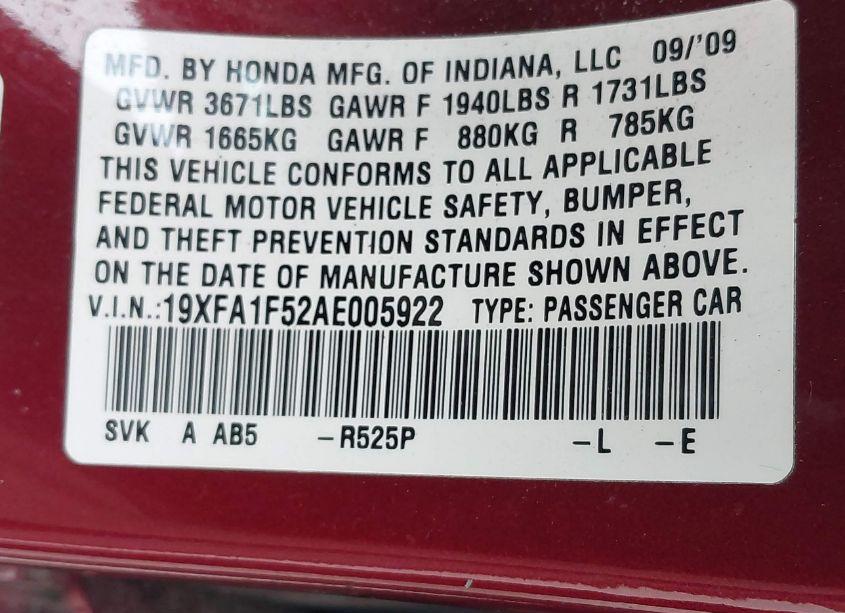 MFD. BY HONDA MFG. OF INDIANA, LLC 09/'09
GVWR 3671LBS GAWR F 1940LBS R 1731LBS
GVWR 1665KG GAWR F 880KG R 785KG
THIS VEHICLE CONFORMS TO ALL APPLICABLE
FEDERAL MOTOR VEHICLE SAFETY, BUMPER,
AND THEFT PREVENTION STANDARDS IN EFFECT
ON THE DATE OF MANUFACTURE SHOWN ABOVE.
V.I.N.:19XFA1F52AE005922 TYPE: PASSENGER CAR
SVK A AB5 -R525P -L -E